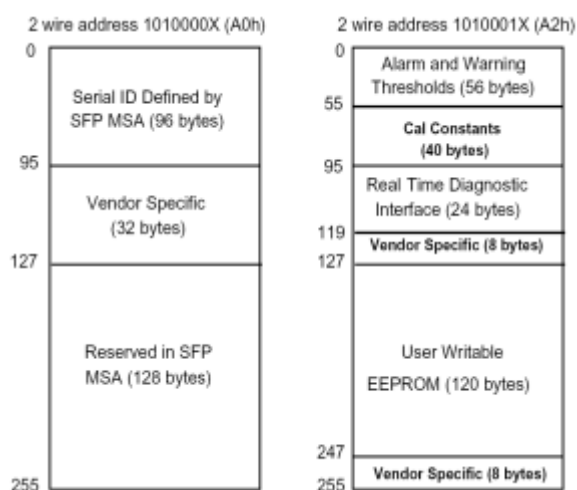 2 wire address 1010000X (A0h)
0
Serial ID Defined by
SFP MSA (96 bytes)
95
Vendor Specific
(32 bytes)
127
Reserved in SFP
MSA (128 bytes)
255
2 wire address 1010001X (A2h)
0
Alarm and Warning
Thresholds (56 bytes)
55
Cal Constants
(40 bytes)
95
Real Time Diagnostic
Interface (24 bytes)
119
Vendor Specific (8 bytes)
127
User Writable
EEPROM (120 bytes)
247
Vendor Specific (8 bytes)
255